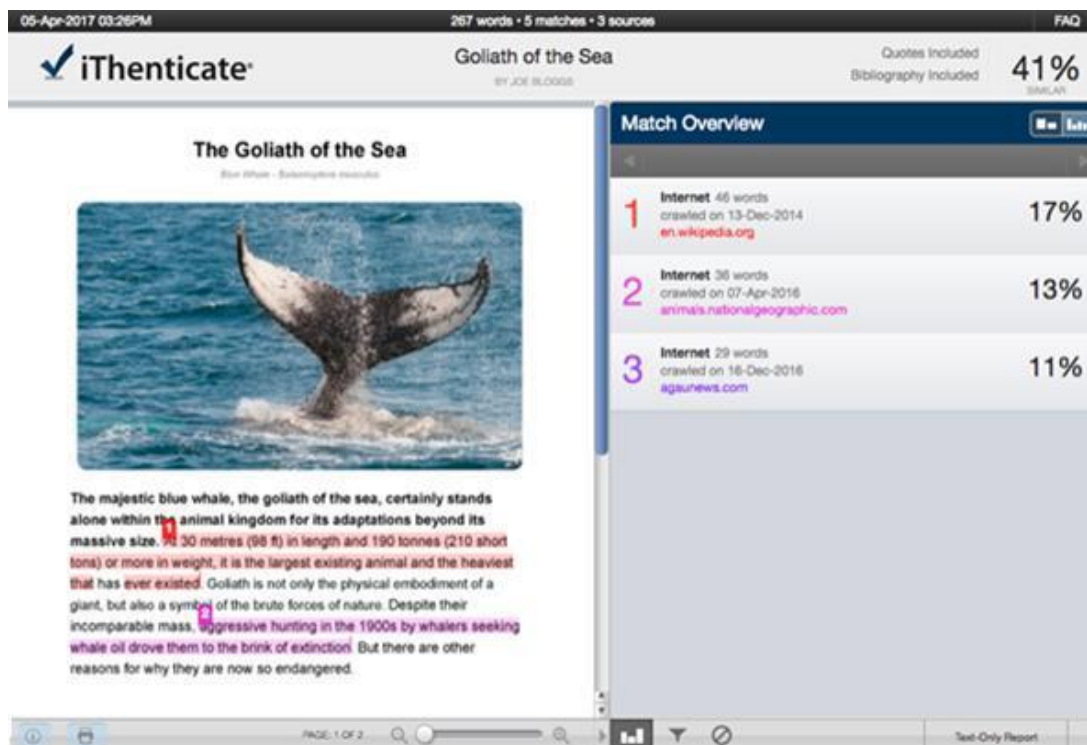 05-Apr-2017 03:26PM
267 words • 5 matches • 3 sources
FAQ
iThenticate®
Goliath of the Sea
BY JOE BLOGGS
Quotes Included
Bibliography Included
41%
SIMILAR
The Goliath of the Sea
Blue Whale - Balaenoptera musculus
The majestic blue whale, the goliath of the sea, certainly stands
alone within the animal kingdom for its adaptations beyond its
massive size. 1 At 30 metres (98 ft) in length and 190 tonnes (210 short
tons) or more in weight, it is the largest existing animal and the heaviest
that has ever existed. Goliath is not only the physical embodiment of a
giant, but also a symbol of the brute forces of nature. Despite their
incomparable mass, 2 aggressive hunting in the 1900s by whalers seeking
whale oil drove them to the brink of extinction. But there are other
reasons for why they are now so endangered.
PAGE: 1 OF 2
Match Overview
1
Internet 46 words
crawled on 13-Dec-2014
en.wikipedia.org
17%
2
Internet 36 words
crawled on 07-Apr-2016
animals.nationalgeographic.com
13%
3
Internet 29 words
crawled on 16-Dec-2016
agsunews.com
11%
Text-Only Report